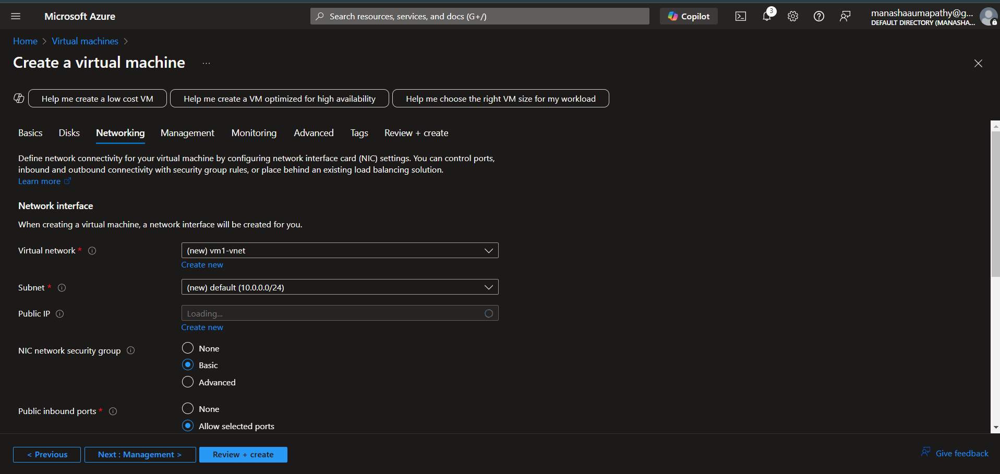 Microsoft Azure
Search resources, services, and docs (G+/)
Copilot
3
manashaaumapathy@g...
DEFAULT DIRECTORY (MANASHA...
Home > Virtual machines >
Create a virtual machine ...
Help me create a low cost VM
Help me create a VM optimized for high availability
Help me choose the right VM size for my workload
Basics Disks Networking Management Monitoring Advanced Tags Review + create
Define network connectivity for your virtual machine by configuring network interface card (NIC) settings. You can control ports,
inbound and outbound connectivity with security group rules, or place behind an existing load balancing solution.
Learn more
Network interface
When creating a virtual machine, a network interface will be created for you.
Virtual network *
(new) vm1-vnet
Create new
Subnet *
(new) default (10.0.0.0/24)
Public IP
Loading...
Create new
NIC network security group
None
Basic
Advanced
Public inbound ports *
None
Allow selected ports
< Previous
Next : Management >
Review + create
Give feedback